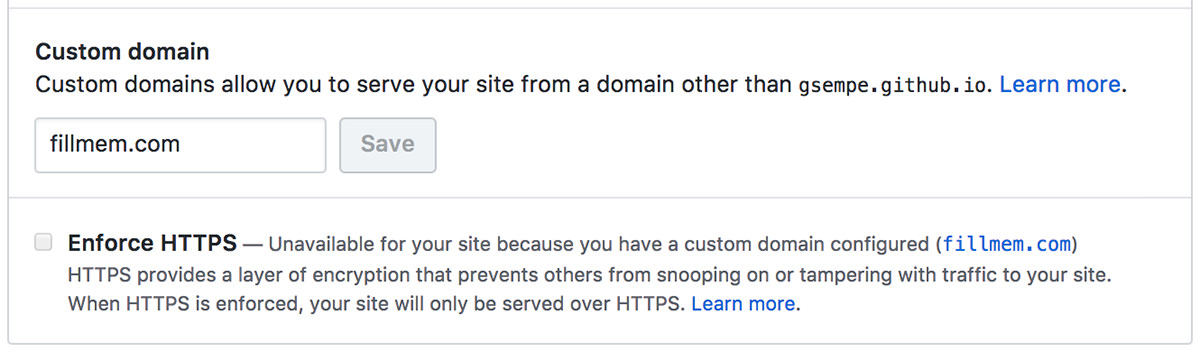 Custom domain
Custom domains allow you to serve your site from a domain other than gsempe.github.io. Learn more.
fillmem.com Save
Enforce HTTPS — Unavailable for your site because you have a custom domain configured (fillmem.com)
HTTPS provides a layer of encryption that prevents others from snooping on or tampering with traffic to your site.
When HTTPS is enforced, your site will only be served over HTTPS. Learn more.